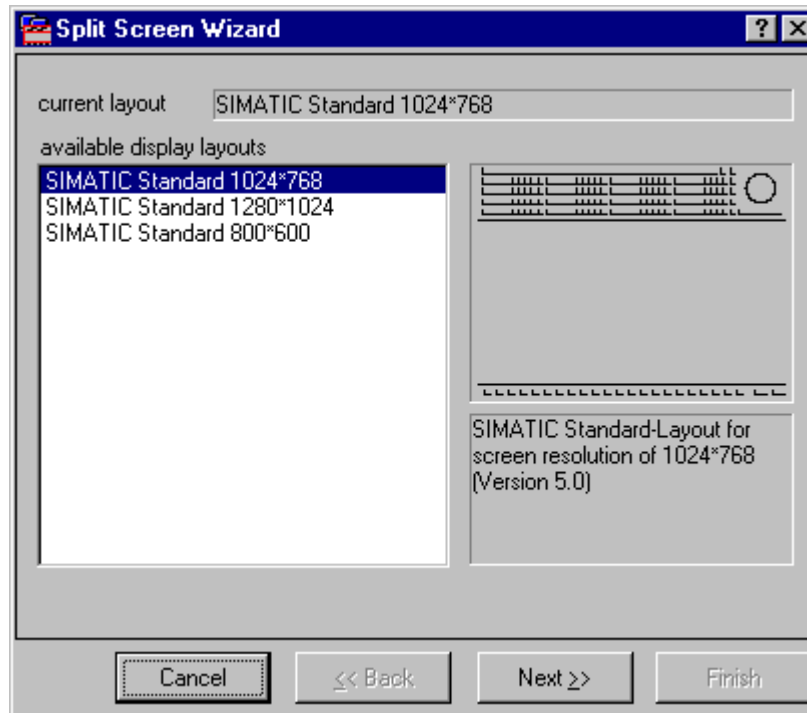 Split Screen Wizard
current layout SIMATIC Standard 1024*768
available display layouts
SIMATIC Standard 1024*768
SIMATIC Standard 1280*1024
SIMATIC Standard 800*600
SIMATIC Standard-Layout for
screen resolution of 1024*768
(Version 5.0)
Cancel << Back Next >> Finish